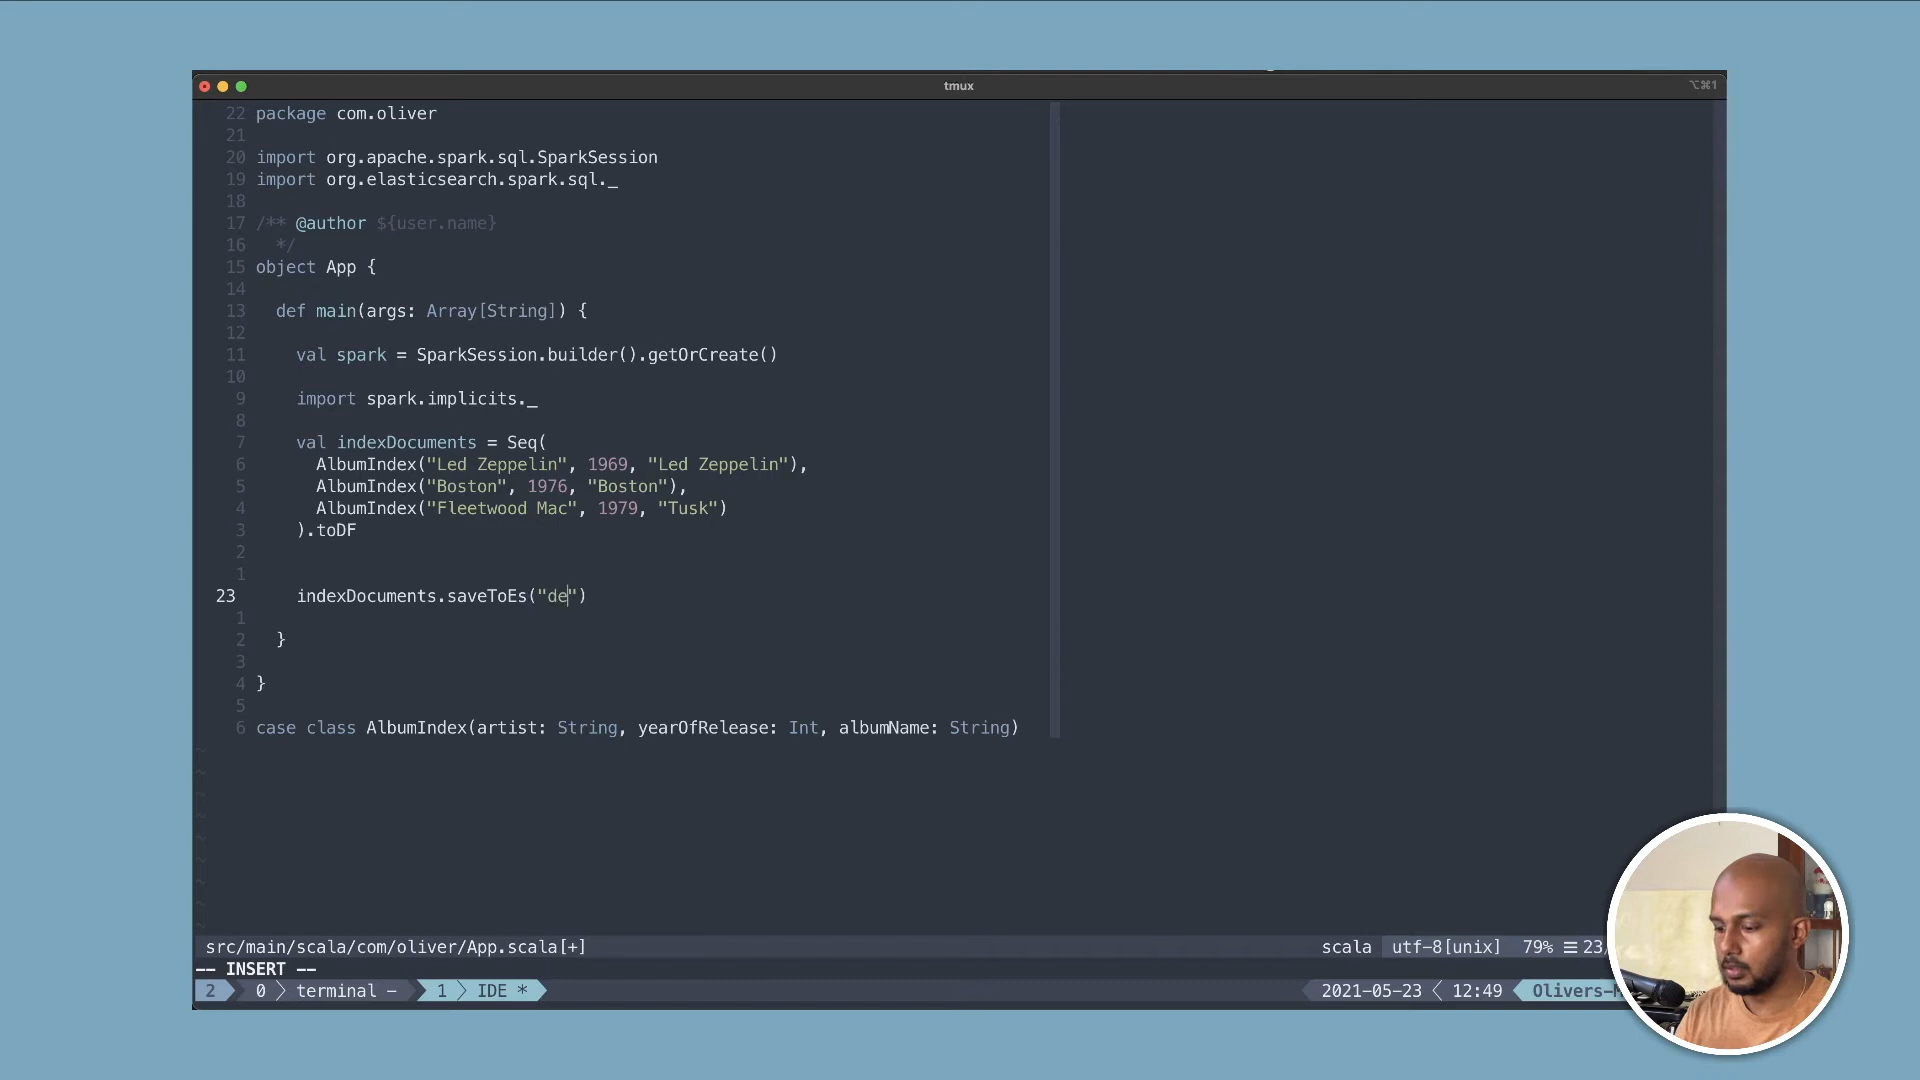 tmux
⌥⌘1
22 package com.oliver
21
20 import org.apache.spark.sql.SparkSession
19 import org.elasticsearch.spark.sql._
18
17 /** @author ${user.name}
16   */
15 object App {
14
13   def main(args: Array[String]) {
12
11     val spark = SparkSession.builder().getOrCreate()
10
9     import spark.implicits._
8
7     val indexDocuments = Seq(
6       AlbumIndex("Led Zeppelin", 1969, "Led Zeppelin"),
5       AlbumIndex("Boston", 1976, "Boston"),
4       AlbumIndex("Fleetwood Mac", 1979, "Tusk")
3     ).toDF
2
1
23     indexDocuments.saveToEs("de")
1
2   }
3
4 }
5
6 case class AlbumIndex(artist: String, yearOfRelease: Int, albumName: String)
~
~
~
~
~
~
~
~
~
src/main/scala/com/oliver/App.scala[+] scala utf-8[unix] 79% ☰ 23/
-- INSERT --
2 0 terminal - 1 IDE * 2021-05-23 12:49 Olivers-M